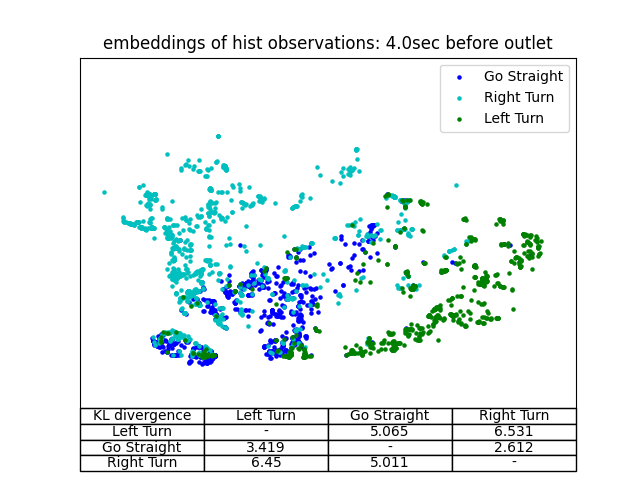 embeddings of hist observations: 4.0sec before outlet
Go Straight
Right Turn
Left Turn
KL divergence Left Turn Go Straight Right Turn
Left Turn - 5.065 6.531
Go Straight 3.419 - 2.612
Right Turn 6.45 5.011 -